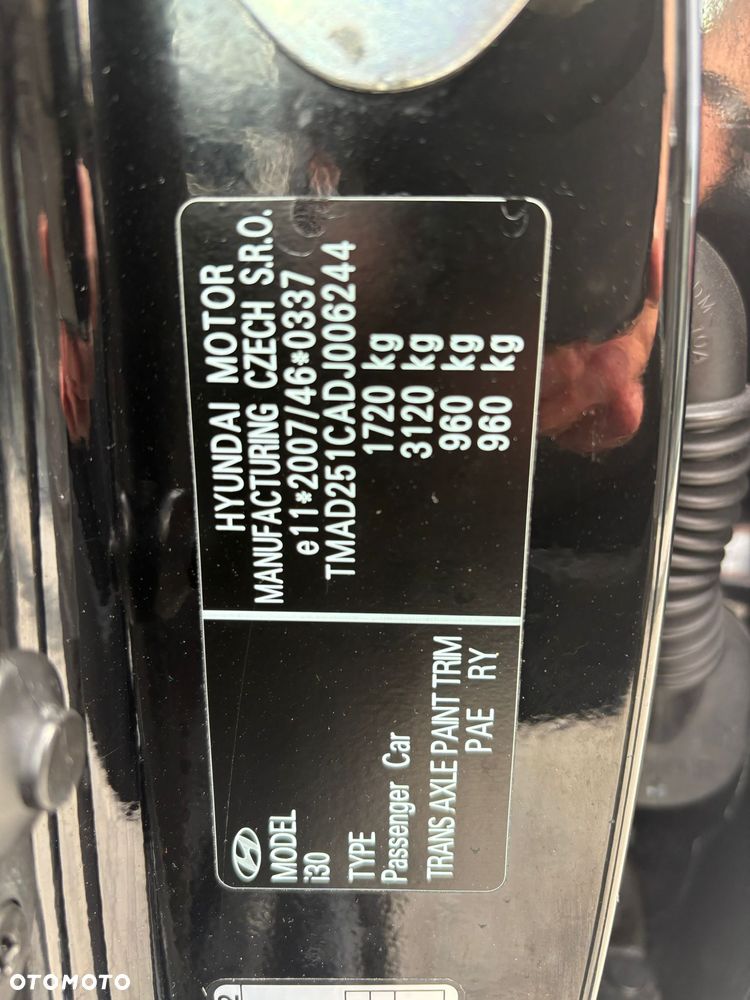 HYUNDAI MOTOR
MANUFACTURING CZECH S.R.O.
e11*2007/46*0337
TMAD251CADJ006244
1720 kg
3120 kg
960 kg
960 kg
MODEL
i30
TYPE
Passenger Car
TRANS AXLE PAINT TRIM
PAE RY
2
OTOMOTO